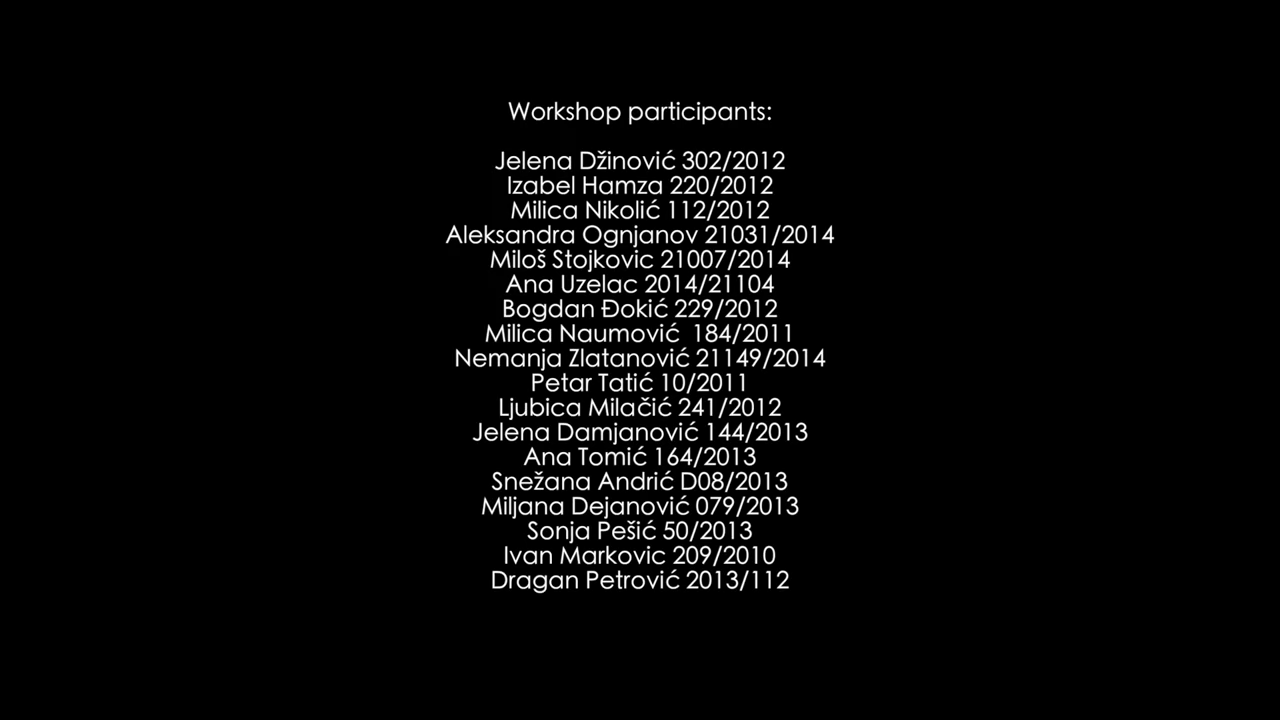 Workshop participants:
Jelena Džinović 302/2012
Izabel Hamza 220/2012
Milica Nikolić 112/2012
Aleksandra Ognjanov 21031/2014
Miloš Stojkovic 21007/2014
Ana Uzelac 2014/21104
Bogdan Đokić 229/2012
Milica Naumović  184/2011
Nemanja Zlatanović 21149/2014
Petar Tatić 10/2011
Ljubica Milačić 241/2012
Jelena Damjanović 144/2013
Ana Tomić 164/2013
Snežana Andrić D08/2013
Miljana Dejanović 079/2013
Sonja Pešić 50/2013
Ivan Markovic 209/2010
Dragan Petrović 2013/112